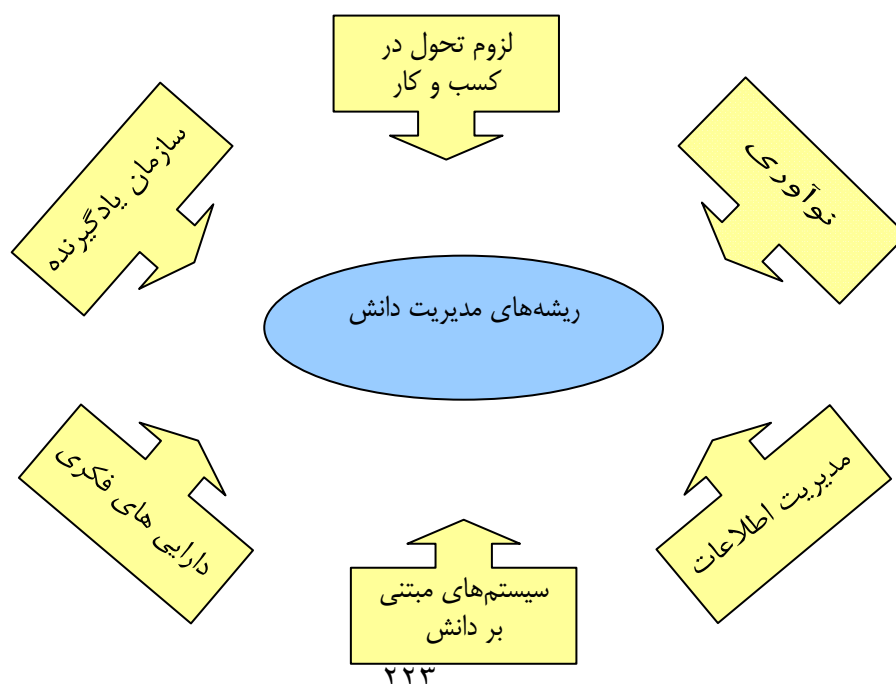 لزوم تحول در
کسب و کار
نوآوری
سازمان یادگیرنده
ریشه‌های مدیریت دانش
مدیریت اطلاعات
دارایی های فکری
سیستم‌های مبتنی
بر دانش
۲۲۳